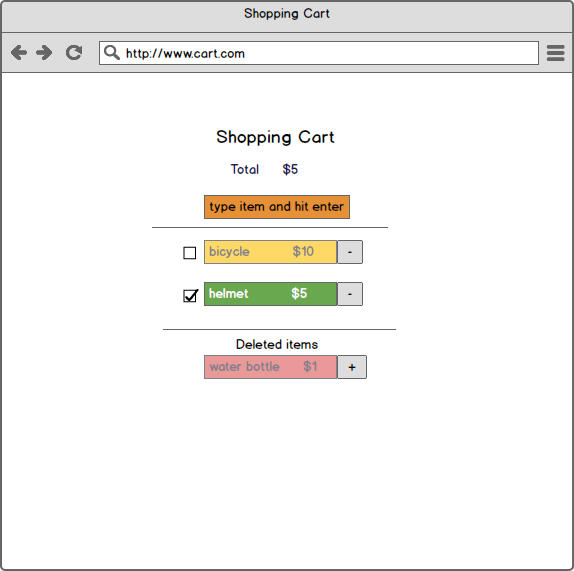 Shopping Cart
http://www.cart.com
Shopping Cart
Total $5
type item and hit enter
bicycle $10 -
helmet $5 -
Deleted items
water bottle $1 +